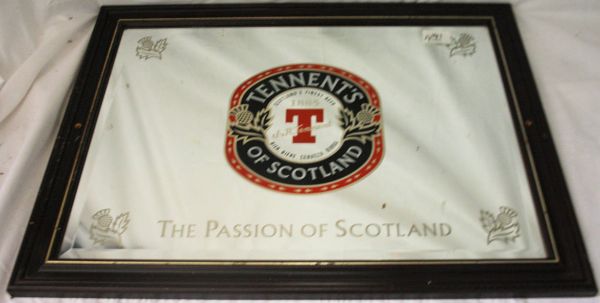 TENNENT'S
SCOTLAND'S FINEST BEER
1885
T
OF SCOTLAND
THE PASSION OF SCOTLAND